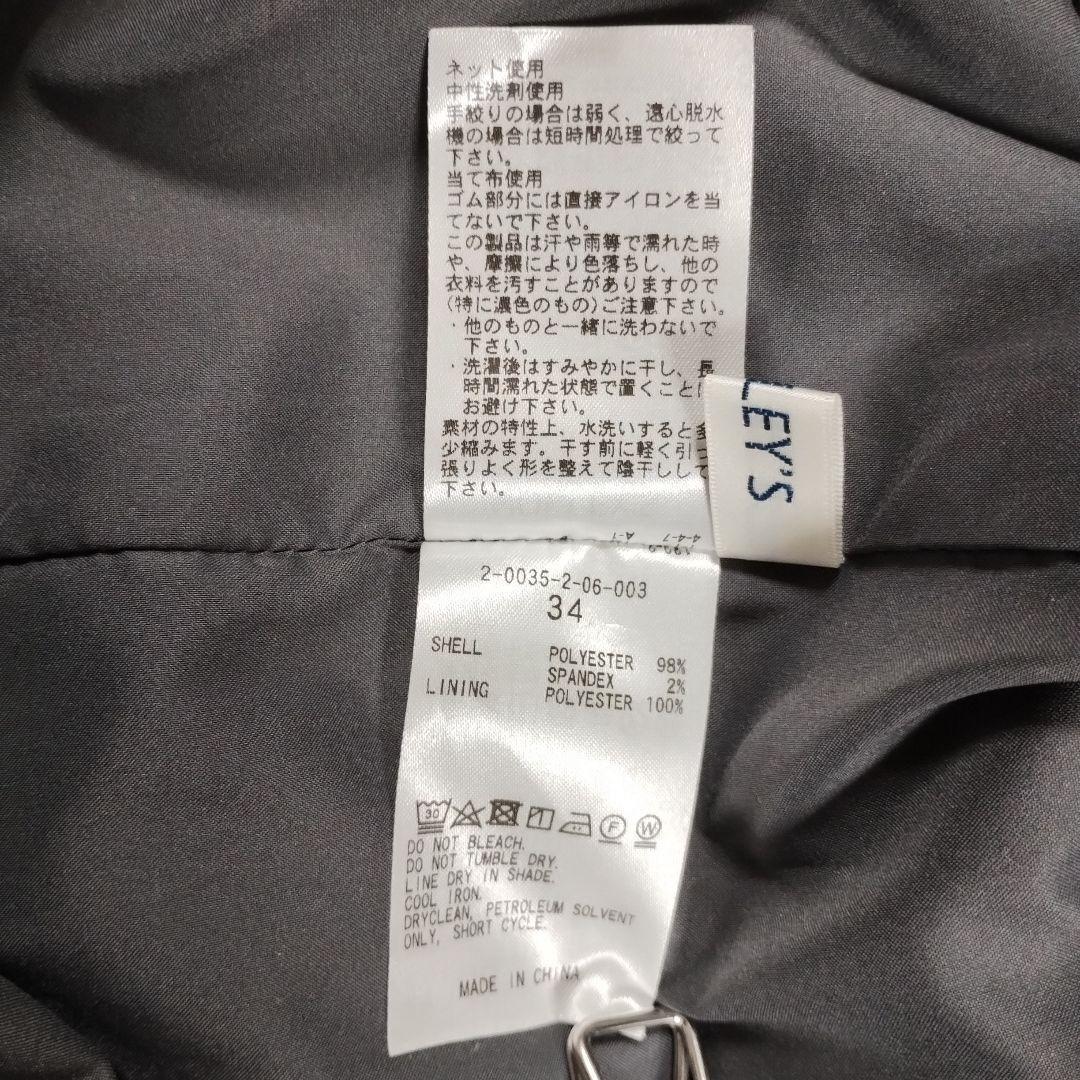 ネット使用
中性洗剤使用
手絞りの場合は弱く、遠心脱水
機の場合は短時間処理で絞って
下さい。
当て布使用
ゴム部分には直接アイロンを当
てないで下さい。
この製品は汗や雨等で濡れた時
や、摩擦により色落ちし、他の
衣料を汚すことがありますので
(特に濃色のもの)ご注意下さい。
・他のものと一緒に洗わないで
下さい。
・洗濯後はすみやかに干し、長
時間濡れた状態で置くことは
お避け下さい。
素材の特性上、水洗いすると多
少縮みます。干す前に軽く引っ
張りよく形を整えて陰干しして
下さい。
LEY'S
4-4-7 A-1
2-0035-2-06-003
34
SHELL POLYESTER 98%
SPANDEX 2%
LINING POLYESTER 100%
30 F W
DO NOT BLEACH.
DO NOT TUMBLE DRY.
LINE DRY IN SHADE.
COOL IRON.
DRYCLEAN, PETROLEUM SOLVENT
ONLY, SHORT CYCLE.
MADE IN CHINA